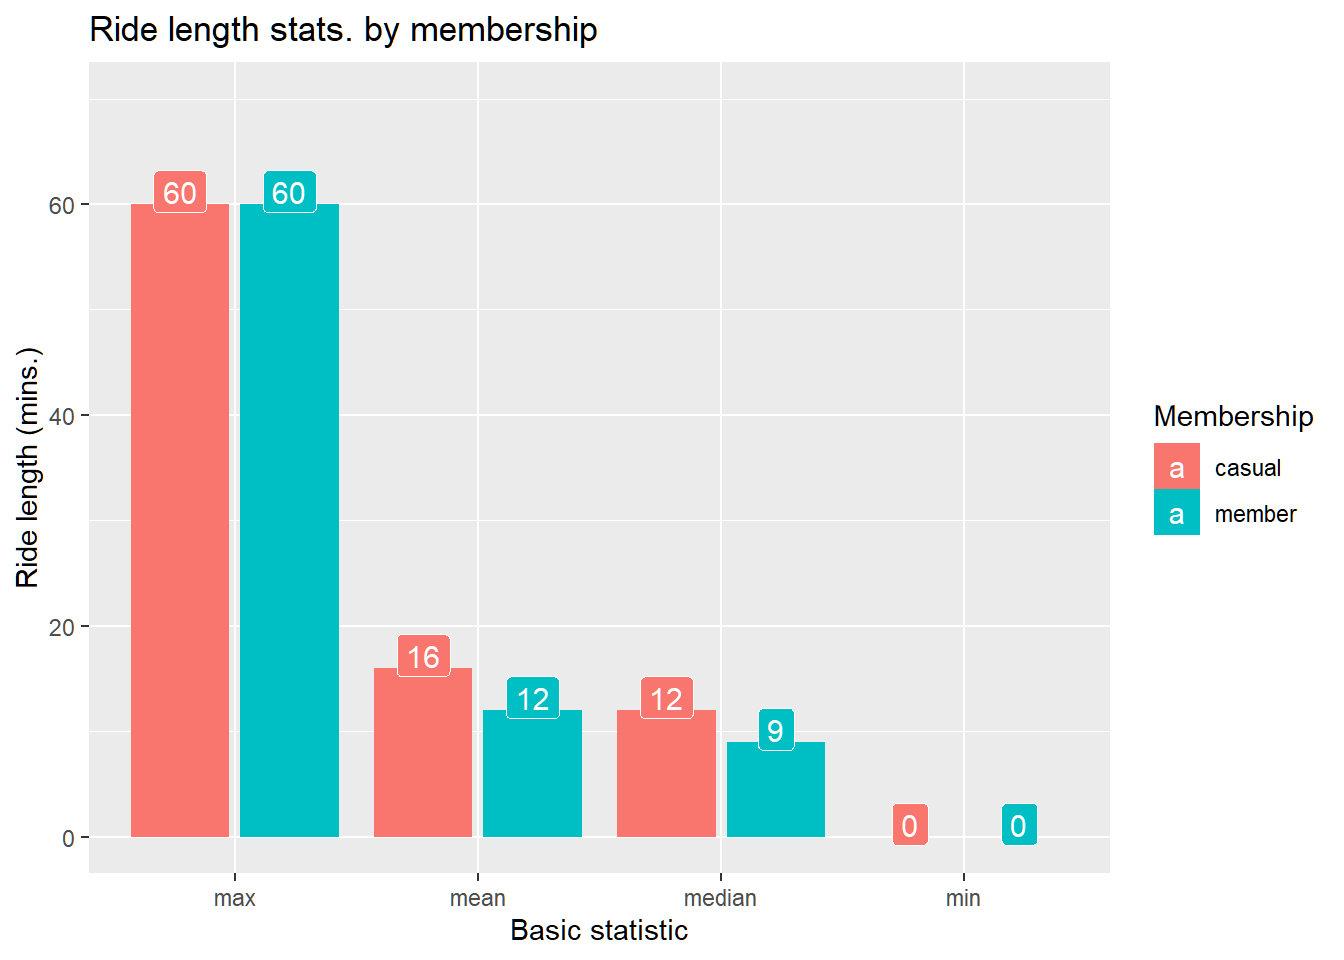 Ride length stats. by membership
Ride length (mins.)
60
40
20
0
60
60
16
12
12
9
0
0
max
mean
median
min
Basic statistic
Membership
a casual
a member